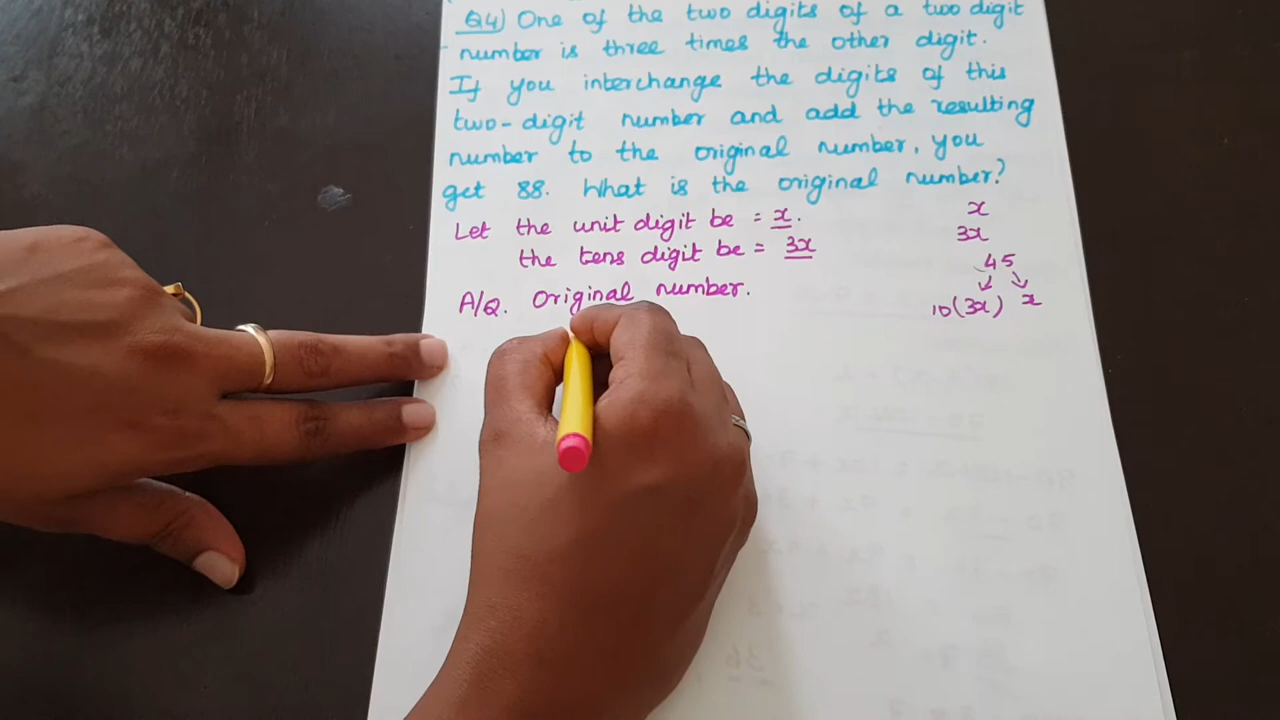 Q4) One of the two digits of a two digit
number is three times the other digit.
If you interchange the digits of this
two-digit number and add the resulting
number to the original number, you
get 88. What is the original number?
Let the unit digit be = x.
the tens digit be = 3x
A/Q. Original number.
x
3x
45
10(3x) x